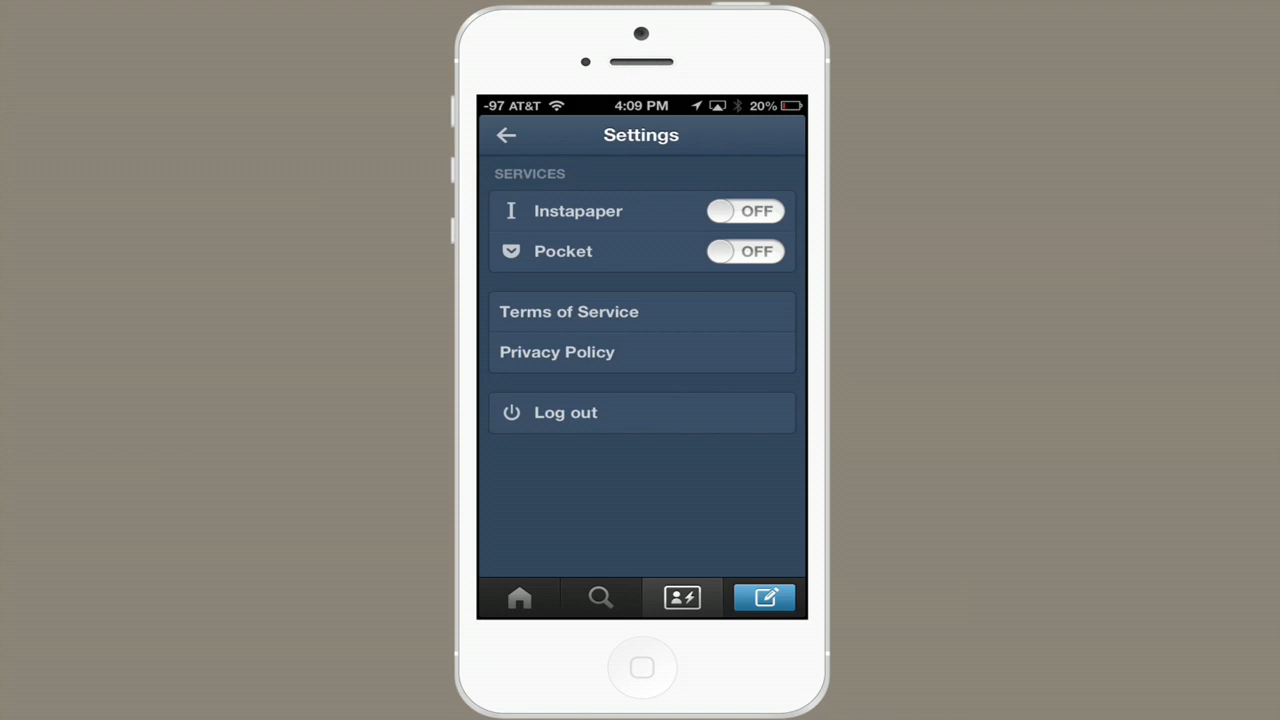 -97 AT&T 4:09 PM 20%
Settings
SERVICES
Instapaper OFF
Pocket OFF
Terms of Service
Privacy Policy
Log out